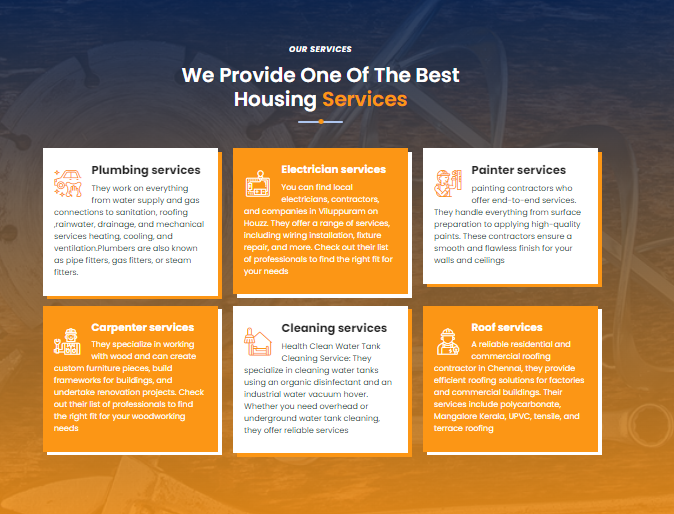 OUR SERVICES
We Provide One Of The Best
Housing Services
Plumbing services
They work on everything
from water supply and gas
connections to sanitation, roofing
,rainwater, drainage, and mechanical
services heating, cooling, and
ventilation.Plumbers are also known
as pipe fitters, gas fitters, or steam
fitters.
Electrician services
You can find local
electricians, contractors,
and companies in Viluppuram on
Houzz. They offer a range of services,
including wiring installation, fixture
repair, and more. Check out their list
of professionals to find the right fit for
your needs
Painter services
painting contractors who
offer end-to-end services.
They handle everything from surface
preparation to applying high-quality
paints. These contractors ensure a
smooth and flawless finish for your
walls and ceilings
Carpenter services
They specialize in working
with wood and can create
custom furniture pieces, build
frameworks for buildings, and
undertake renovation projects. Check
out their list of professionals to find
the right fit for your woodworking
needs
Cleaning services
Health Clean Water Tank
Cleaning Service: They
specialize in cleaning water tanks
using an organic disinfectant and an
industrial water vacuum hover.
Whether you need overhead or
underground water tank cleaning,
they offer reliable services
Roof services
A reliable residential and
commercial roofing
contractor in Chennai, they provide
efficient roofing solutions for factories
and commercial buildings. Their
services include polycarbonate,
Mangalore Kerala, UPVC, tensile, and
terrace roofing